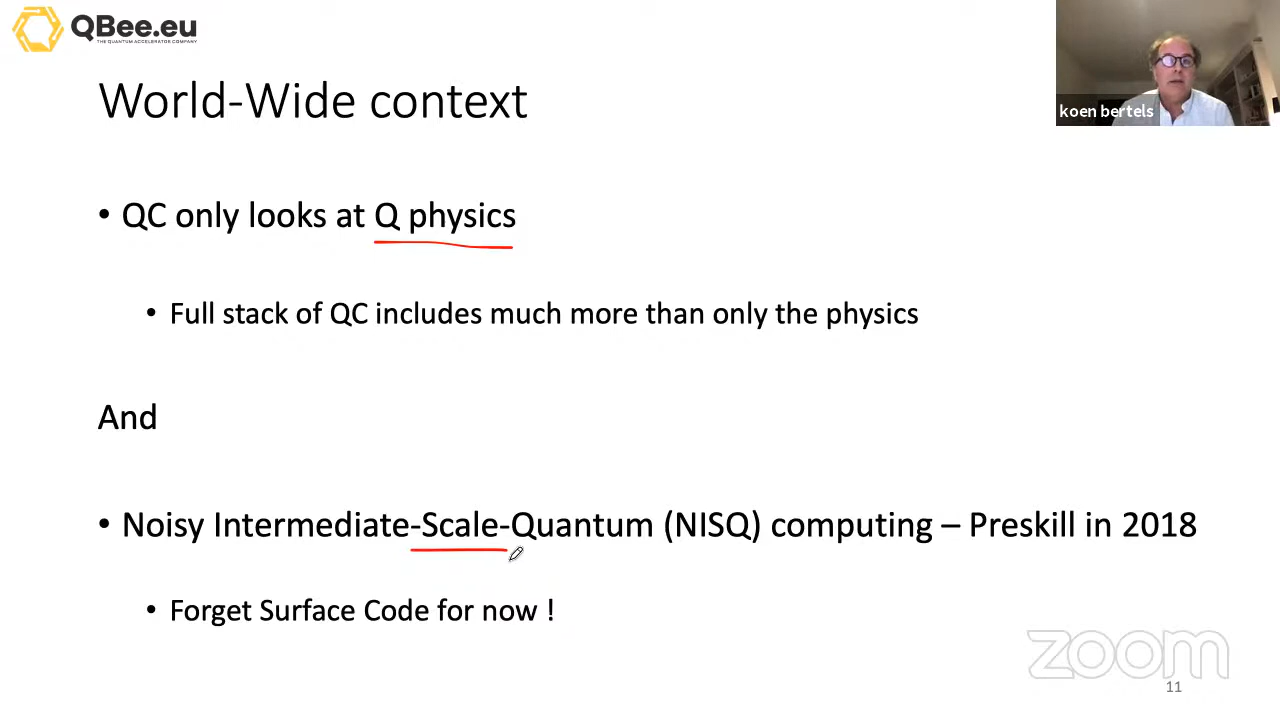 QBee.eu
THE QUANTUM ACCELERATOR COMPANY
koen bertels
World-Wide context
• QC only looks at Q physics
• Full stack of QC includes much more than only the physics
And
• Noisy Intermediate-Scale-Quantum (NISQ) computing – Preskill in 2018
• Forget Surface Code for now !
zoom
11